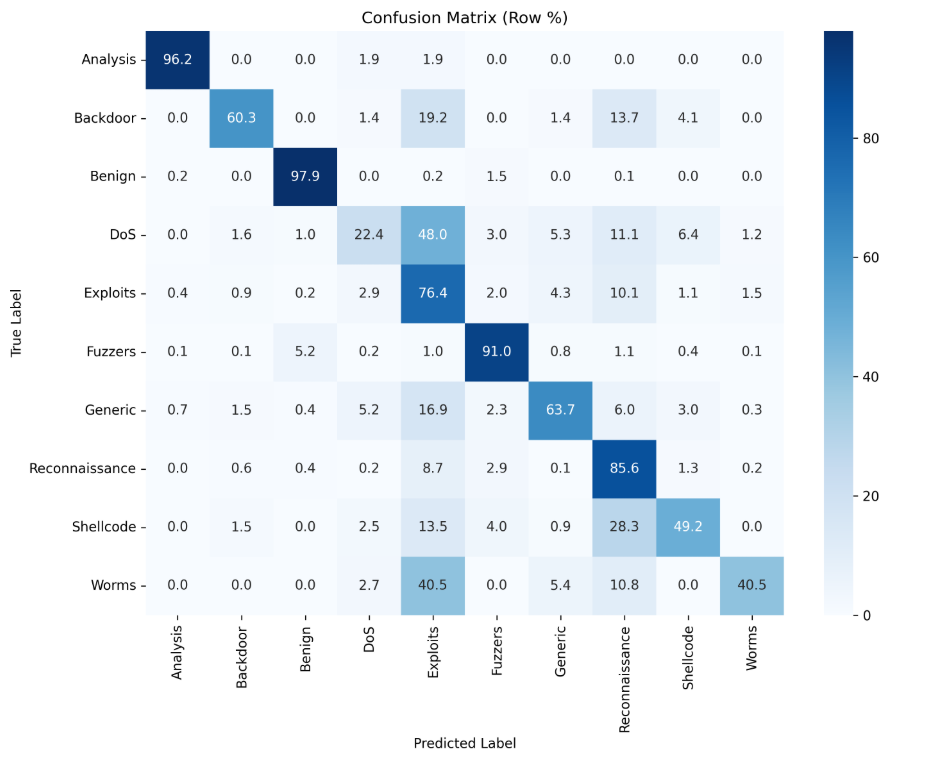 Confusion Matrix (Row %)
True Label
Analysis 96.2 0.0 0.0 1.9 1.9 0.0 0.0 0.0 0.0 0.0
Backdoor 0.0 60.3 0.0 1.4 19.2 0.0 1.4 13.7 4.1 0.0
Benign 0.2 0.0 97.9 0.0 0.2 1.5 0.0 0.1 0.0 0.0
DoS 0.0 1.6 1.0 22.4 48.0 3.0 5.3 11.1 6.4 1.2
Exploits 0.4 0.9 0.2 2.9 76.4 2.0 4.3 10.1 1.1 1.5
Fuzzers 0.1 0.1 5.2 0.2 1.0 91.0 0.8 1.1 0.4 0.1
Generic 0.7 1.5 0.4 5.2 16.9 2.3 63.7 6.0 3.0 0.3
Reconnaissance 0.0 0.6 0.4 0.2 8.7 2.9 0.1 85.6 1.3 0.2
Shellcode 0.0 1.5 0.0 2.5 13.5 4.0 0.9 28.3 49.2 0.0
Worms 0.0 0.0 0.0 2.7 40.5 0.0 5.4 10.8 0.0 40.5
Analysis Backdoor Benign DoS Exploits Fuzzers Generic Reconnaissance Shellcode Worms
Predicted Label
80
60
40
20
0